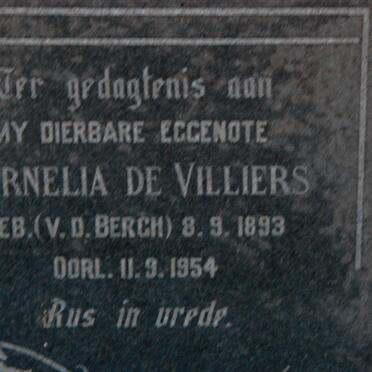 Ter gedagtenis aan
MY DIERBARE EGGENOTE
RNELIA DE VILLIERS
EB. (V.D. BERGH) 8.9.1893
OORL. 11.9.1954
Rus in vrede.